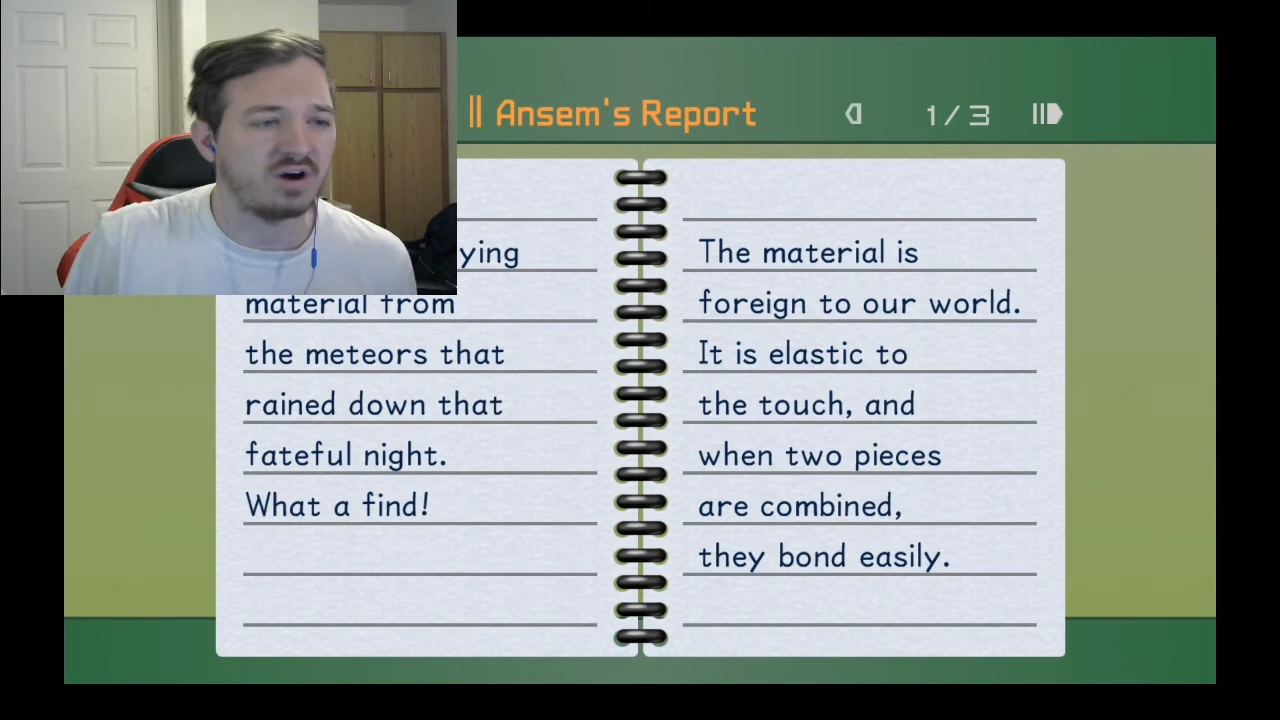 Ansem's Report
1/3
ying
material from
the meteors that
rained down that
fateful night.
What a find!
The material is
foreign to our world.
It is elastic to
the touch, and
when two pieces
are combined,
they bond easily.